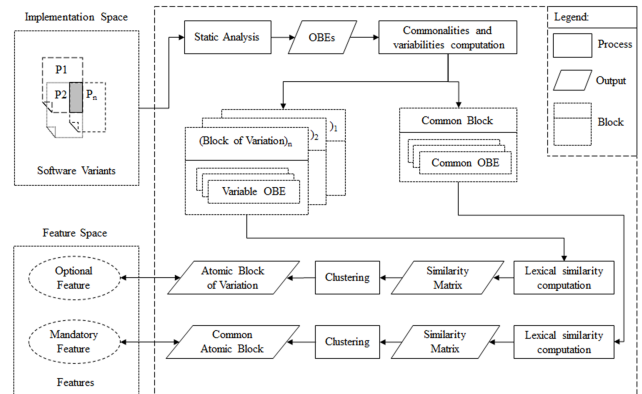 Implementation Space
P1
P2
Pn
Software Variants
Static Analysis
OBEs
Commonalities and
variabilities computation
Legend:
Process
Output
Block
)1
)2
(Block of Variation)n
Variable OBE
Common Block
Common OBE
Feature Space
Optional
Feature
Atomic Block
of Variation
Clustering
Similarity
Matrix
Lexical similarity
computation
Mandatory
Feature
Common
Atomic Block
Clustering
Similarity
Matrix
Lexical similarity
computation
Features